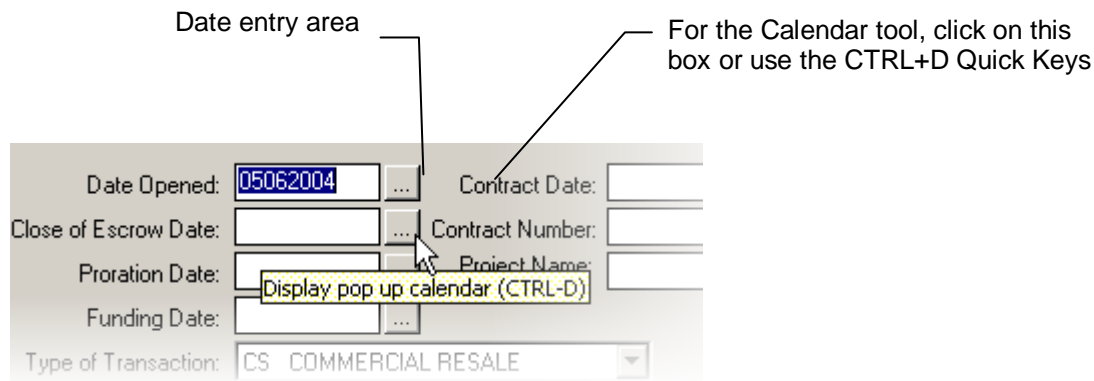 Date entry area
For the Calendar tool, click on this
box or use the CTRL+D Quick Keys
Date Opened: 05062004 ... Contract Date:
Close of Escrow Date: ... Contract Number:
Proration Date: Project Name:
Display pop up calendar (CTRL-D)
Funding Date: ...
Type of Transaction: CS COMMERCIAL RESALE